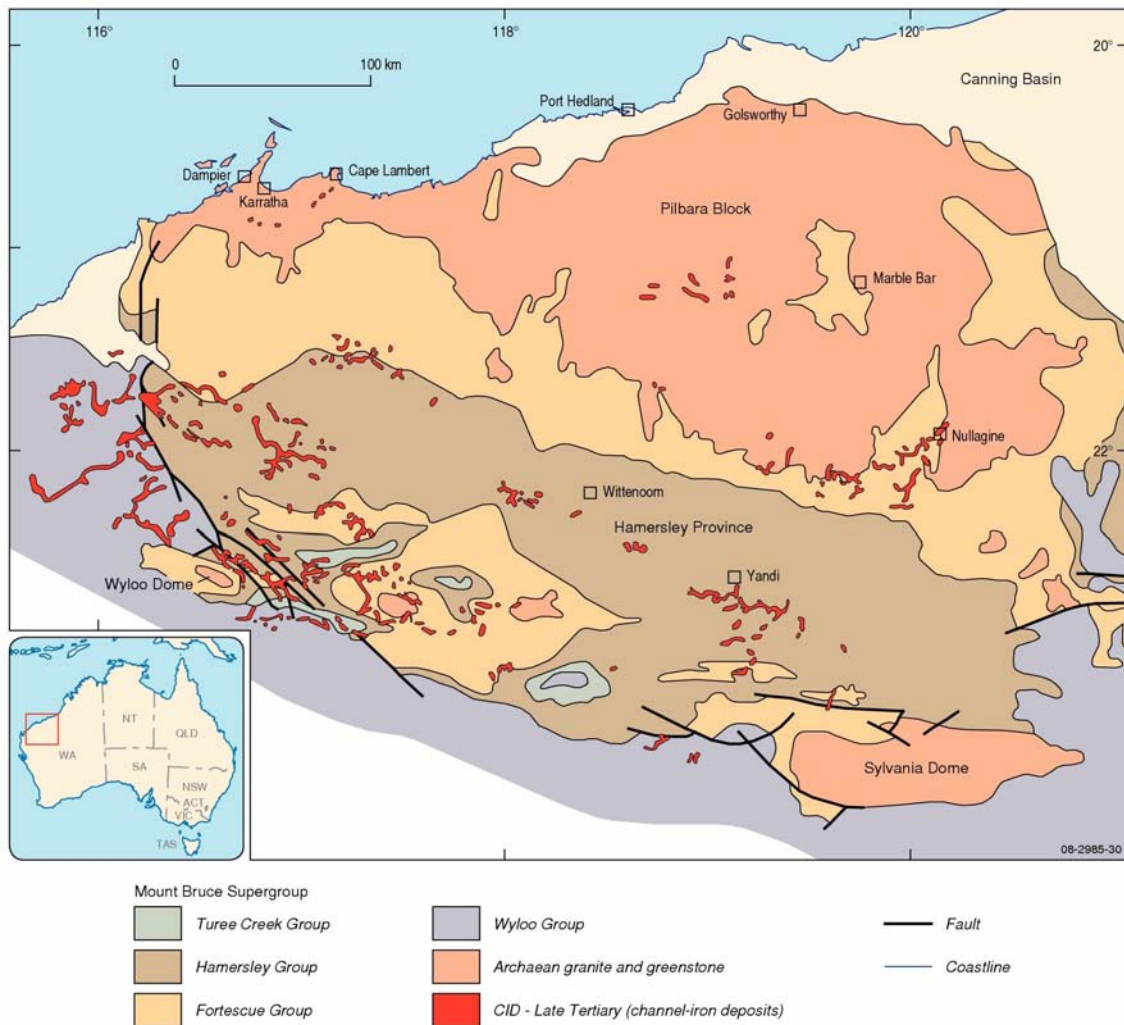 116°
118°
120°
20°
0
100 km
Canning Basin
Port Hedland
Golsworthy
Dampier
Cape Lambert
Karratha
Pilbara Block
Marble Bar
Nullagine
22°
Wittenoom
Hamersley Province
Wyloo Dome
Yandi
Sylvania Dome
NT
QLD
WA
SA
NSW
ACT
VIC
TAS
08-2985-30
116°
118°
120°
Mount Bruce Supergroup
Turee Creek Group
Wyloo Group
Fault
Hamersley Group
Archaean granite and greenstone
Coastline
Fortescue Group
CID - Late Tertiary (channel-iron deposits)